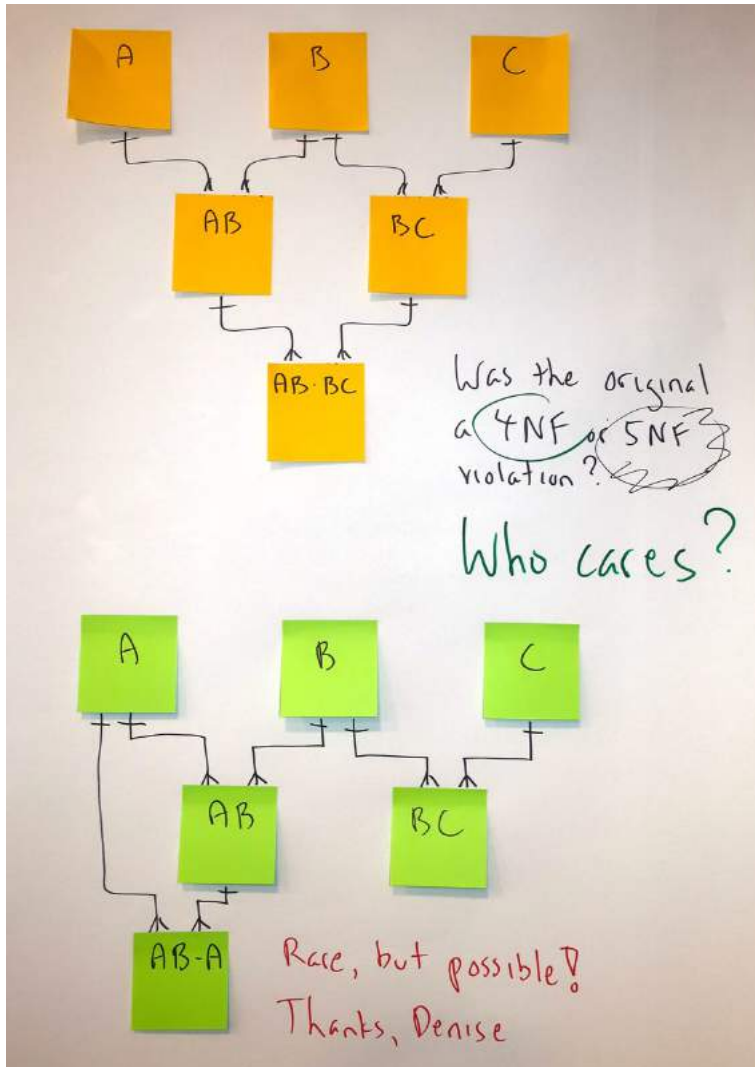 A
B
C
AB
BC
AB·BC
Was the original
a 4NF or 5NF
violation?
Who cares?
A
B
C
AB
BC
AB-A
Rare, but possible!
Thanks, Denise